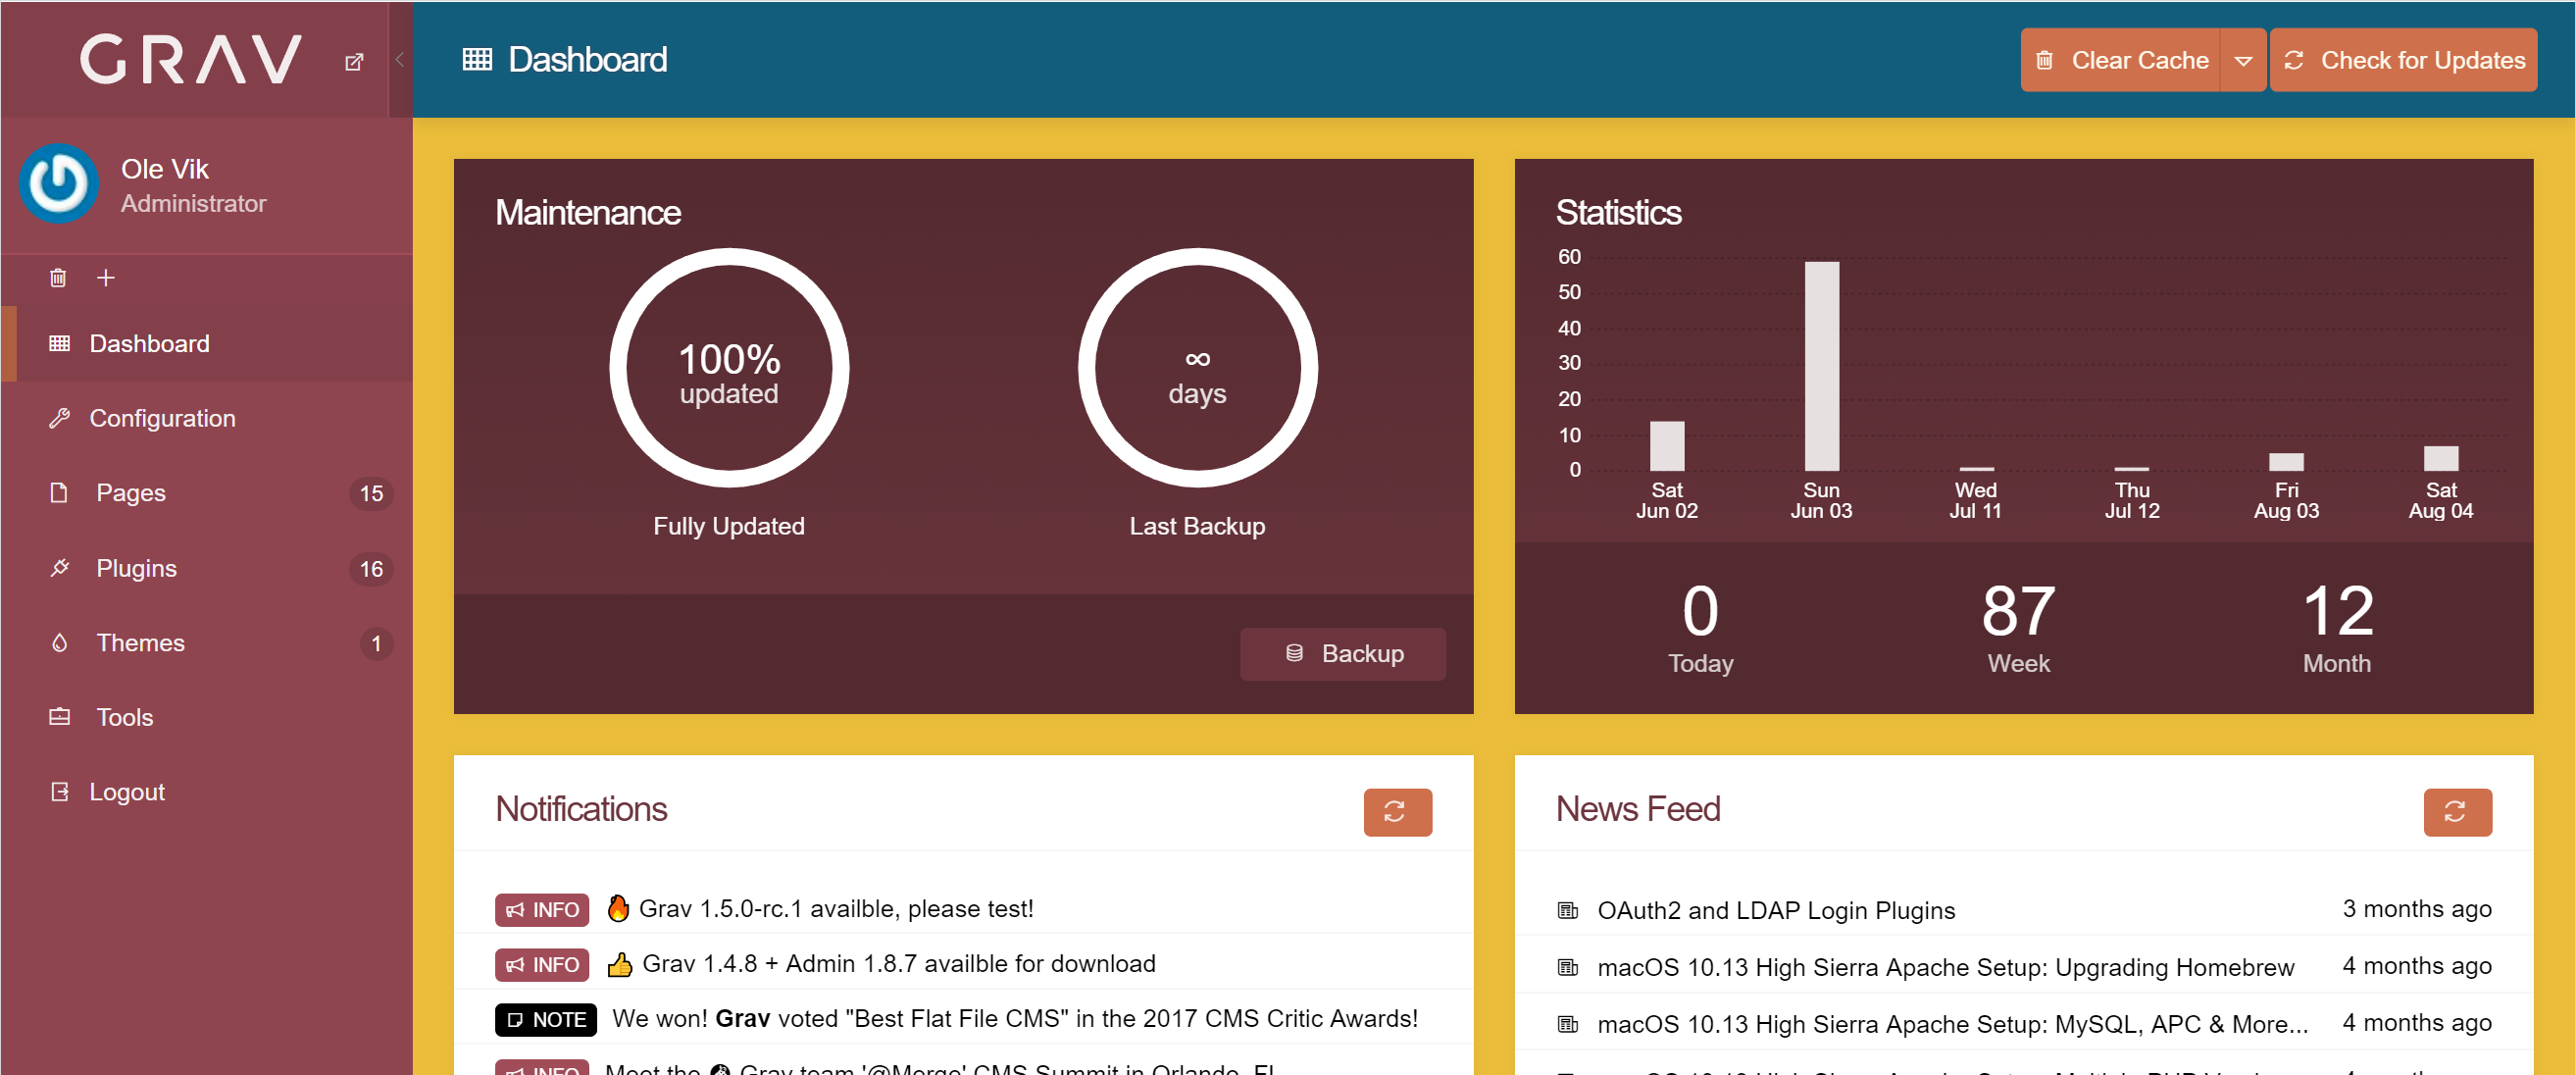 GRAV
Dashboard
Clear Cache
Check for Updates
Ole Vik
Administrator
Dashboard
Configuration
Pages 15
Plugins 16
Themes 1
Tools
Logout
Maintenance
100%
updated
Fully Updated
∞
days
Last Backup
Backup
Statistics
60
50
40
30
20
10
0
Sat
Jun 02
Sun
Jun 03
Wed
Jul 11
Thu
Jul 12
Fri
Aug 03
Sat
Aug 04
0
Today
87
Week
12
Month
Notifications
INFO 🔥 Grav 1.5.0-rc.1 availble, please test!
INFO 👍 Grav 1.4.8 + Admin 1.8.7 availble for download
NOTE We won! Grav voted "Best Flat File CMS" in the 2017 CMS Critic Awards!
INFO Meet the Grav team '@Merge' CMS Summit in Orlando, FL
News Feed
OAuth2 and LDAP Login Plugins 3 months ago
macOS 10.13 High Sierra Apache Setup: Upgrading Homebrew 4 months ago
macOS 10.13 High Sierra Apache Setup: MySQL, APC & More... 4 months ago